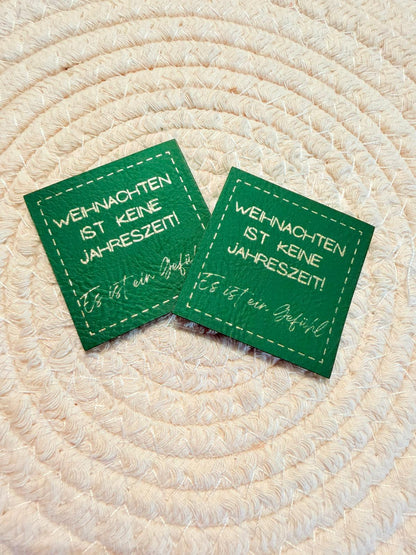 WEIHNACHTEN
IST KEINE
JAHRESZEIT!
Es ist ein Gefühl
WEIHNACHTEN
IST KEINE
JAHRESZEIT!
Es ist ein Gefühl